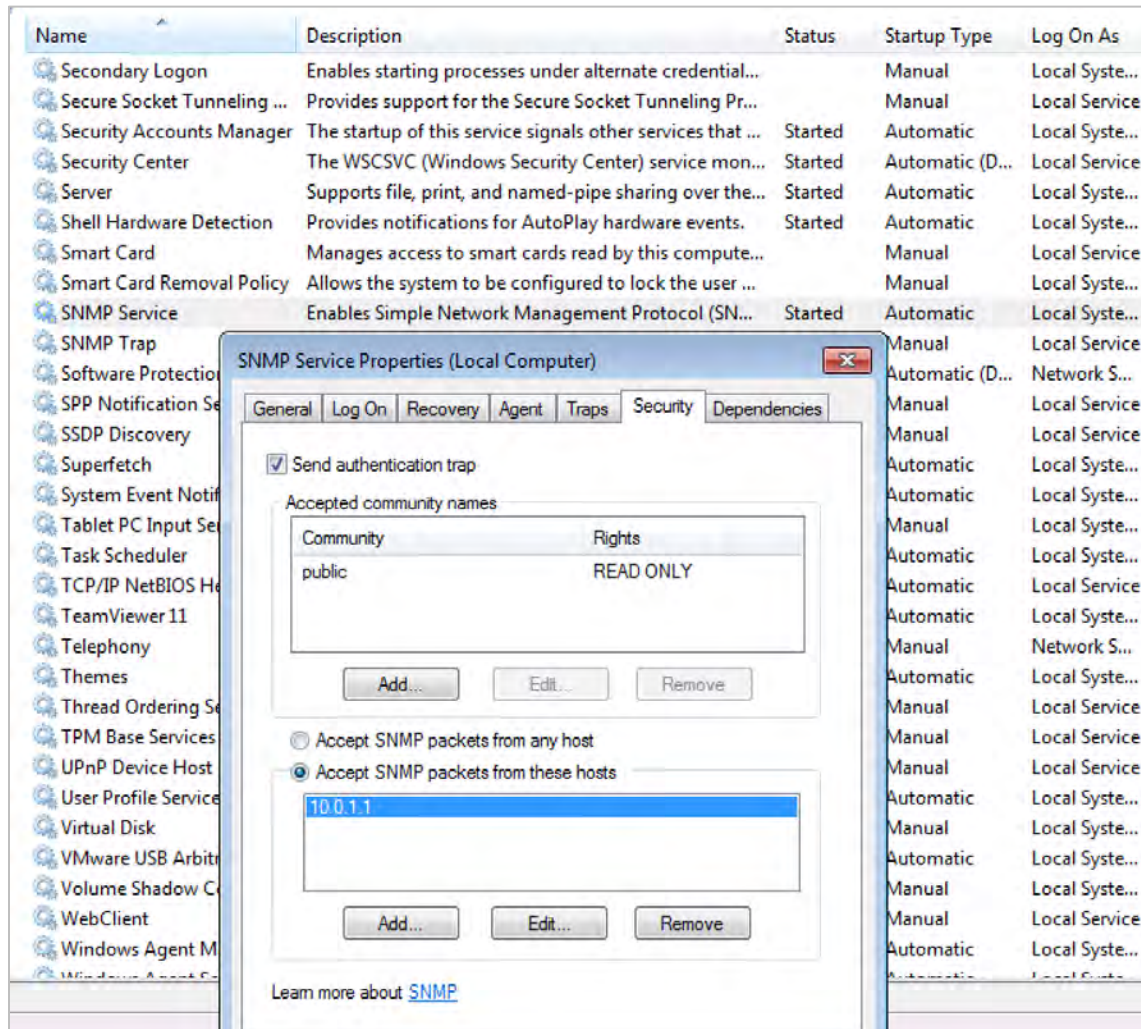 Name Description Status Startup Type Log On As
Secondary Logon Enables starting processes under alternate credential... Manual Local Syste...
Secure Socket Tunneling ... Provides support for the Secure Socket Tunneling Pr... Manual Local Service
Security Accounts Manager The startup of this service signals other services that ... Started Automatic Local Syste...
Security Center The WSCSVC (Windows Security Center) service mon... Started Automatic (D... Local Service
Server Supports file, print, and named-pipe sharing over the... Started Automatic Local Syste...
Shell Hardware Detection Provides notifications for AutoPlay hardware events. Started Automatic Local Syste...
Smart Card Manages access to smart cards read by this compute... Manual Local Service
Smart Card Removal Policy Allows the system to be configured to lock the user ... Manual Local Syste...
SNMP Service Enables Simple Network Management Protocol (SN... Started Automatic Local Syste...
SNMP Trap Manual Local Service
Software Protection Automatic (D... Network S...
SPP Notification Se Manual Local Service
SSDP Discovery Manual Local Service
Superfetch Automatic Local Syste...
System Event Notif Automatic Local Syste...
Tablet PC Input Ser Manual Local Syste...
Task Scheduler Automatic Local Syste...
TCP/IP NetBIOS He Automatic Local Service
TeamViewer 11 Automatic Local Syste...
Telephony Manual Network S...
Themes Automatic Local Syste...
Thread Ordering Se Manual Local Service
TPM Base Services Manual Local Service
UPnP Device Host Manual Local Service
User Profile Service Automatic Local Syste...
Virtual Disk Manual Local Syste...
VMware USB Arbitr Automatic Local Syste...
Volume Shadow C Manual Local Syste...
WebClient Manual Local Service
Windows Agent M Automatic Local Syste...
SNMP Service Properties (Local Computer)
General Log On Recovery Agent Traps Security Dependencies
Send authentication trap
Accepted community names
Community Rights
public READ ONLY
Add... Edit... Remove
Accept SNMP packets from any host
Accept SNMP packets from these hosts
10.0.1.1
Add... Edit... Remove
Learn more about SNMP